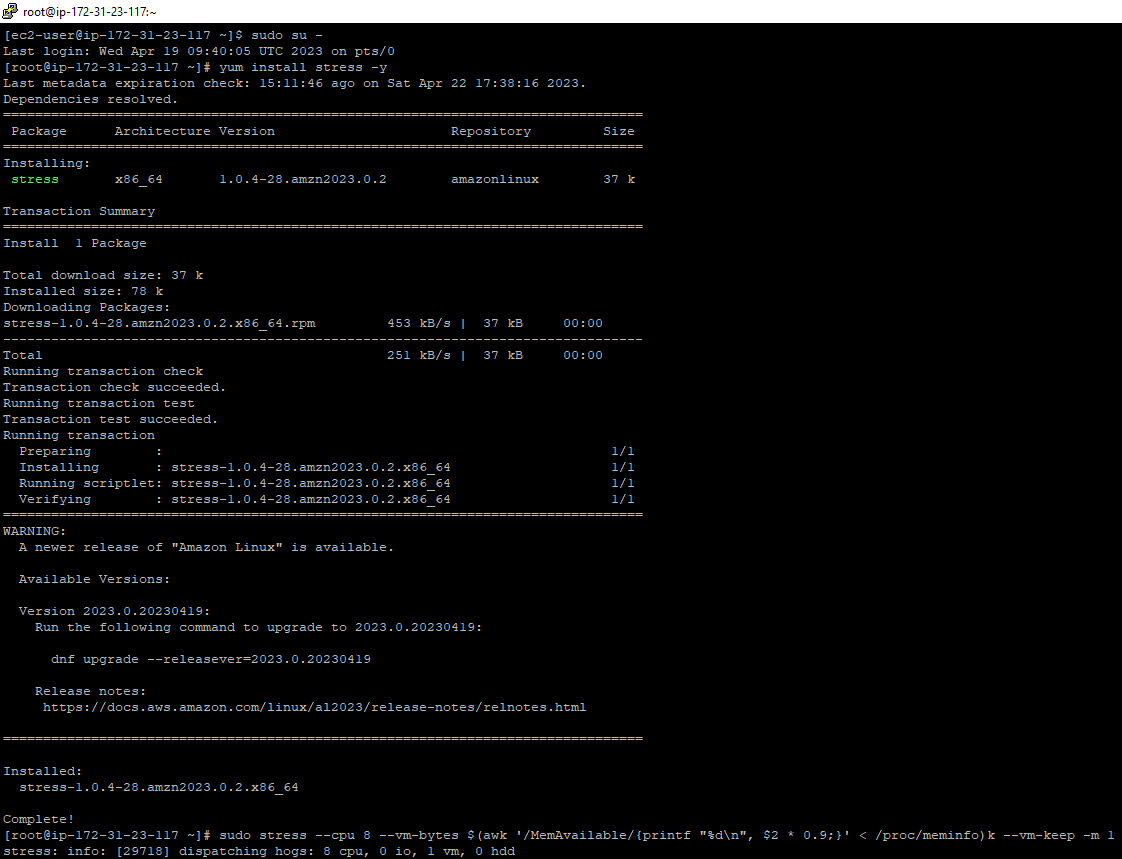 root@ip-172-31-23-117:~
[ec2-user@ip-172-31-23-117 ~]$ sudo su -
Last login: Wed Apr 19 09:40:05 UTC 2023 on pts/0
[root@ip-172-31-23-117 ~]# yum install stress -y
Last metadata expiration check: 15:11:46 ago on Sat Apr 22 17:38:16 2023.
Dependencies resolved.
================================================================================
 Package      Architecture Version                      Repository         Size
================================================================================
Installing:
 stress       x86_64       1.0.4-28.amzn2023.0.2        amazonlinux        37 k

Transaction Summary
================================================================================
Install  1 Package

Total download size: 37 k
Installed size: 78 k
Downloading Packages:
stress-1.0.4-28.amzn2023.0.2.x86_64.rpm         453 kB/s |  37 kB     00:00
--------------------------------------------------------------------------------
Total                                           251 kB/s |  37 kB     00:00
Running transaction check
Transaction check succeeded.
Running transaction test
Transaction test succeeded.
Running transaction
  Preparing        :                                                        1/1
  Installing       : stress-1.0.4-28.amzn2023.0.2.x86_64                    1/1
  Running scriptlet: stress-1.0.4-28.amzn2023.0.2.x86_64                    1/1
  Verifying        : stress-1.0.4-28.amzn2023.0.2.x86_64                    1/1
================================================================================
WARNING:
  A newer release of "Amazon Linux" is available.

  Available Versions:

  Version 2023.0.20230419:
    Run the following command to upgrade to 2023.0.20230419:

      dnf upgrade --releasever=2023.0.20230419

    Release notes:
     https://docs.aws.amazon.com/linux/al2023/release-notes/relnotes.html

================================================================================

Installed:
  stress-1.0.4-28.amzn2023.0.2.x86_64

Complete!
[root@ip-172-31-23-117 ~]# sudo stress --cpu 8 --vm-bytes $(awk '/MemAvailable/{printf "%d\n", $2 * 0.9;}' < /proc/meminfo)k --vm-keep -m 1
stress: info: [29718] dispatching hogs: 8 cpu, 0 io, 1 vm, 0 hdd